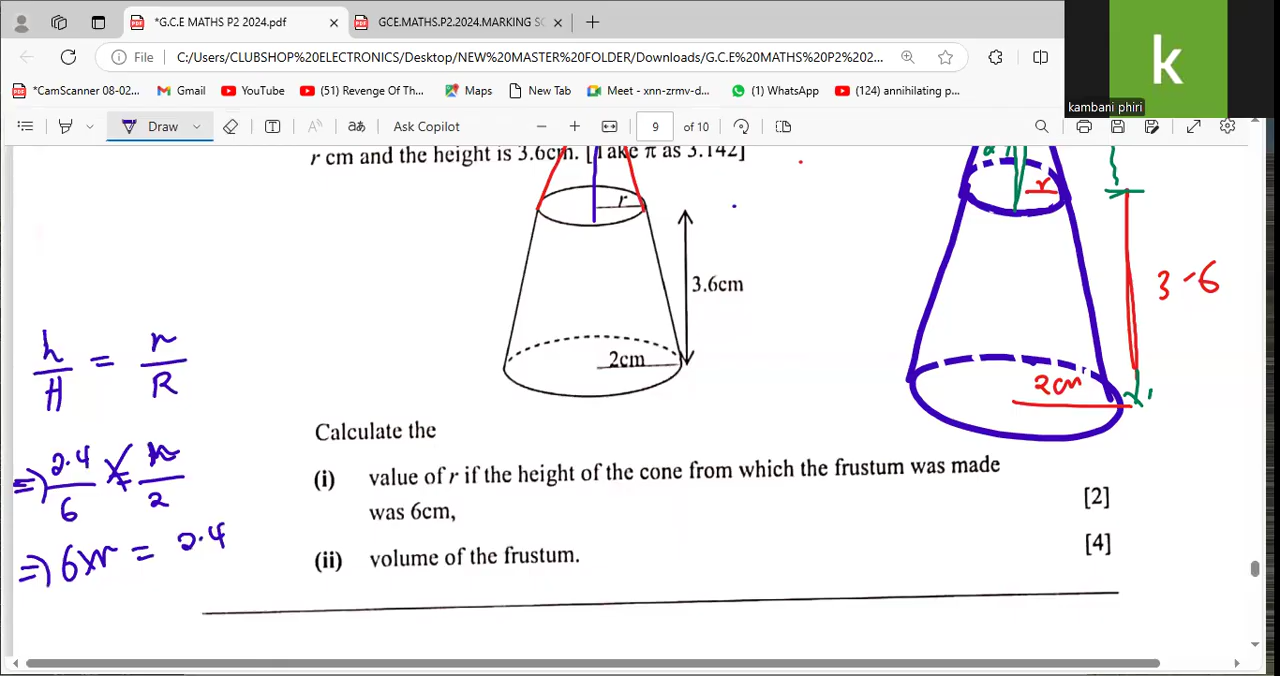 *G.C.E MATHS P2 2024.pdf
GCE.MATHS.P2.2024.MARKING SC
File
C:/Users/CLUBSHOP%20ELECTRONICS/Desktop/NEW%20MASTER%20FOLDER/Downloads/G.C.E%20MATHS%20P2%202...
*CamScanner 08-02...
Gmail
YouTube
(51) Revenge Of Th...
Maps
New Tab
Meet - xnn-zrmv-d...
(1) WhatsApp
(124) annihilating p...
k
kambani phiri
Draw
Ask Copilot
9 of 10
r cm and the height is 3.6cm. [Take π as 3.142]
r
3.6cm
2cm
r
3.6
2cm
h/H = r/R
=> 2.4/6 = r/2
=> 6xr = 2.4
Calculate the
(i) value of r if the height of the cone from which the frustum was made
was 6cm, [2]
(ii) volume of the frustum. [4]